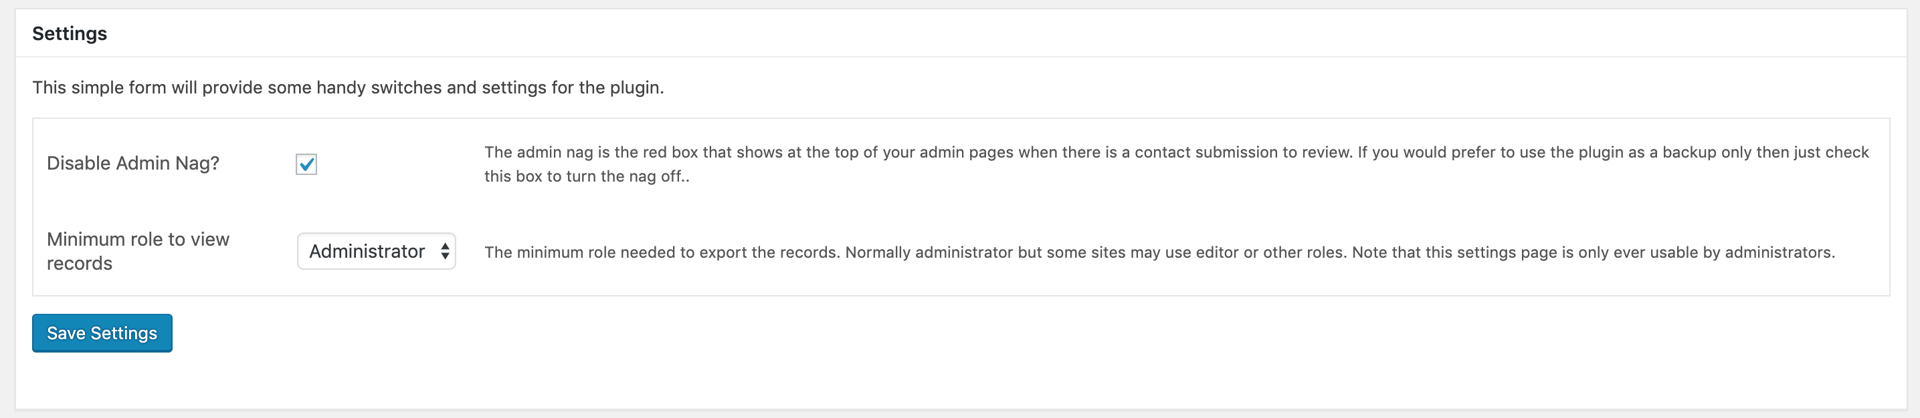 Settings
This simple form will provide some handy switches and settings for the plugin.
Disable Admin Nag?
The admin nag is the red box that shows at the top of your admin pages when there is a contact submission to review. If you would prefer to use the plugin as a backup only then just check
this box to turn the nag off..
Minimum role to view
records
Administrator
The minimum role needed to export the records. Normally administrator but some sites may use editor or other roles. Note that this settings page is only ever usable by administrators.
Save Settings